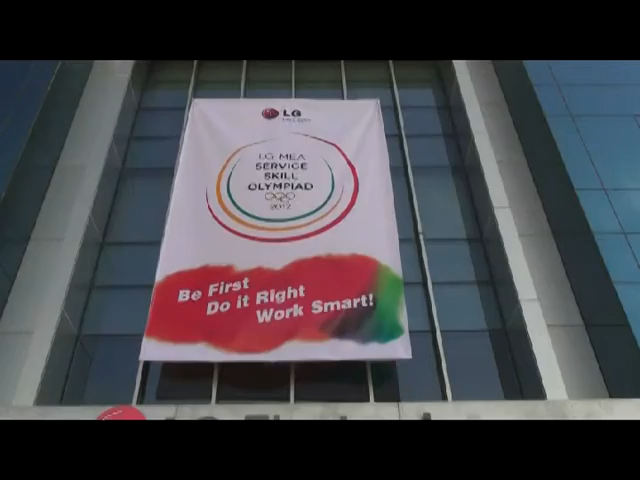 LG
LG MEA
SERVICE
SKILL
OLYMPIAD
2012
Be First
Do it Right
Work Smart!